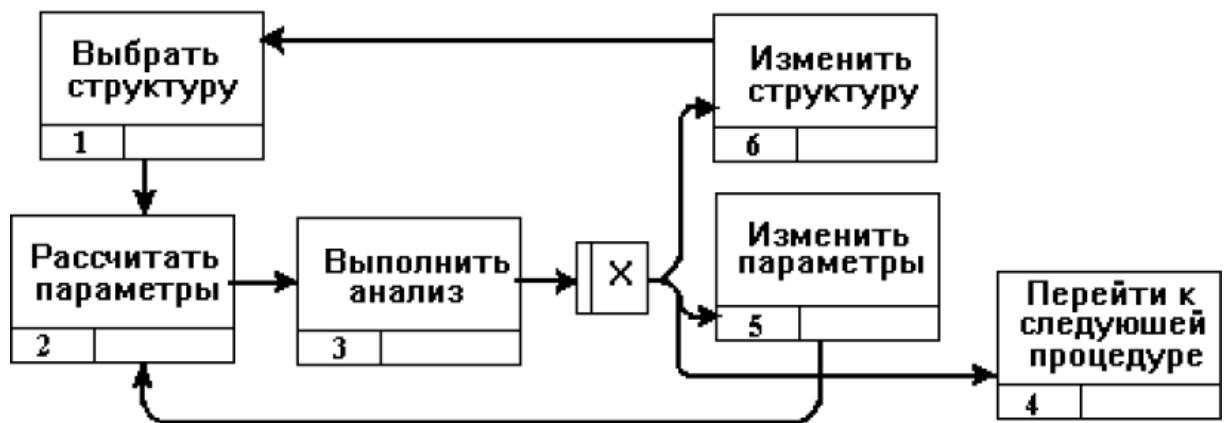 Выбрать
структуру
1
Изменить
структуру
6
Рассчитать
параметры
2
Выполнить
анализ
3
X
Изменить
параметры
5
Перейти к
следуюшей
процедуре
4